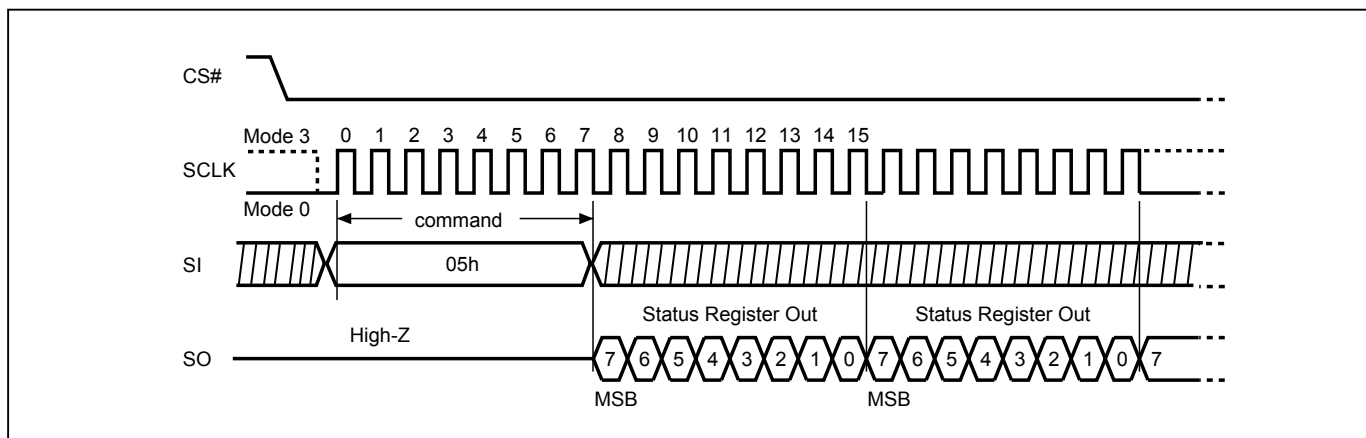 CS#
Mode 3
0 1 2 3 4 5 6 7 8 9 10 11 12 13 14 15
SCLK
Mode 0
command
SI
05h
Status Register Out Status Register Out
High-Z
SO
7 6 5 4 3 2 1 0 7 6 5 4 3 2 1 0 7
MSB MSB